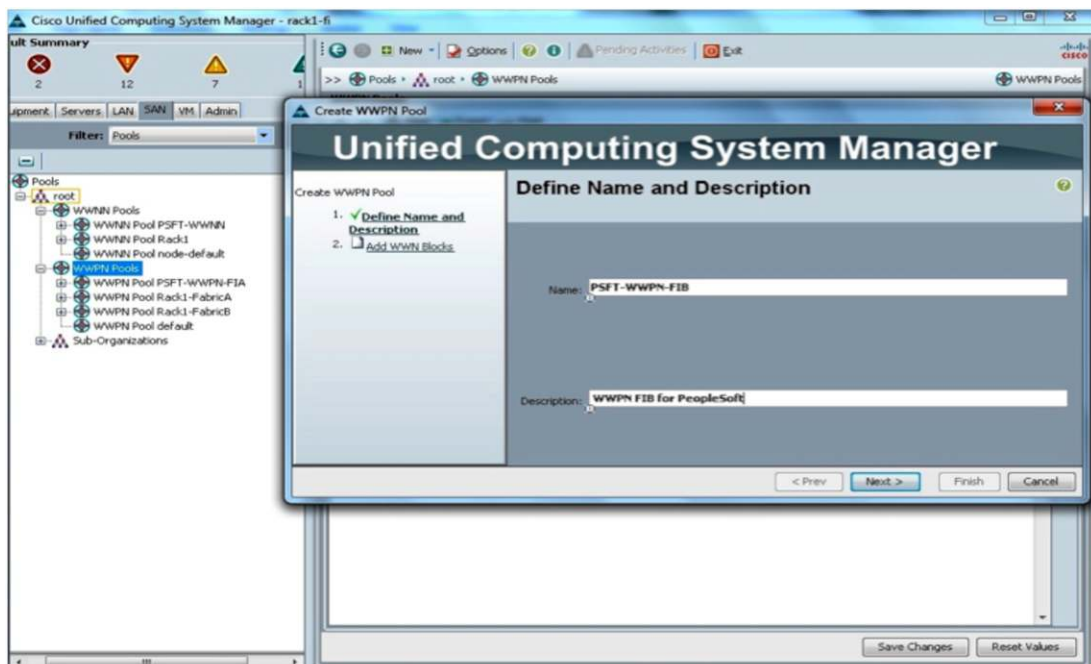 Cisco Unified Computing System Manager - rack1-fi
ult Summary
2 12 7 1
New Options Pending Activities Exit
cisco
>> Pools root WWPN Pools WWPN Pools
uipment Servers LAN SAN VM Admin
Filter: Pools
Pools
root
WWNN Pools
WWNN Pool PSFT-WWNN
WWNN Pool Rack1
WWNN Pool node-default
WWPN Pools
WWPN Pool PSFT-WWPN-FIA
WWPN Pool Rack1-FabricA
WWPN Pool Rack1-FabricB
WWPN Pool default
Sub-Organizations
Create WWPN Pool
Unified Computing System Manager
Create WWPN Pool
1. Define Name and
Description
2. Add WWN Blocks
Define Name and Description
Name: PSFT-WWPN-FIB
Description: WWPN FIB for PeopleSoft
< Prev Next > Finish Cancel
Save Changes Reset Values